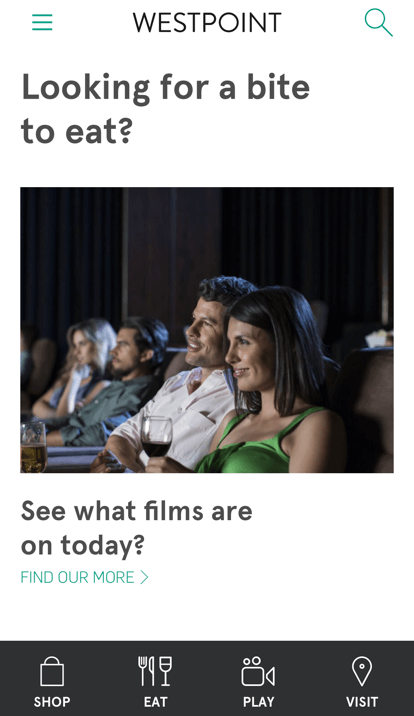 WESTPOINT
Looking for a bite
to eat?
See what films are
on today?
FIND OUR MORE
SHOP
EAT
PLAY
VISIT